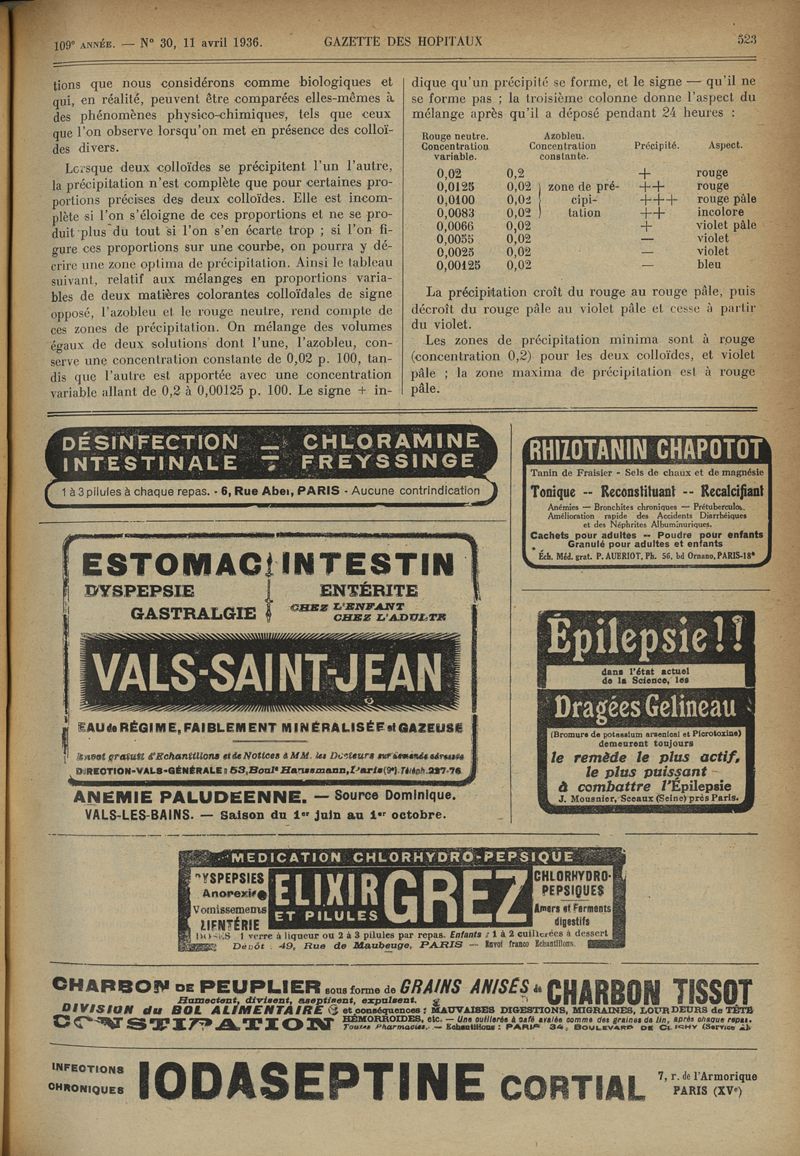 109e ANNÉE. — N° 30, 11 avril 1936. GAZETTE DES HOPITAUX 523
tions que nous considérons comme biologiques et
qui, en réalité, peuvent être comparées elles-mêmes à
des phénomènes physico-chimiques, tels que ceux
que l'on observe lorsqu'on met en présence des colloï-
des divers.
Lorsque deux colloïdes se précipitent l'un l'autre,
la précipitation n'est complète que pour certaines pro-
portions précises des deux colloïdes. Elle est incom-
plète si l'on s'éloigne de ces proportions et ne se pro-
duit plus du tout si l'on s'en écarte trop ; si l'on fi-
gure ces proportions sur une courbe, on pourra y dé-
crire une zone optima de précipitation. Ainsi le tableau
suivant, relatif aux mélanges en proportions varia-
bles de deux matières colorantes colloïdales de signe
opposé, l'azobleu et le rouge neutre, rend compte de
ces zones de précipitation. On mélange des volumes
égaux de deux solutions dont l'une, l'azobleu, con-
serve une concentration constante de 0,02 p. 100, tan-
dis que l'autre est apportée avec une concentration
variable allant de 0,2 à 0,00125 p. 100. Le signe + in-
dique qu'un précipité se forme, et le signe — qu'il ne
se forme pas ; la troisième colonne donne l'aspect du
mélange après qu'il a déposé pendant 24 heures :
Rouge neutre. Azobleu.
Concentration Concentration Précipité. Aspect.
variable. constante.
0,02 0,2 + rouge
0,0125 0,02 zone de pré- ++ rouge
0,0100 0,02 cipi- +++ rouge pâle
0,0083 0,02 tation ++ incolore
0,0066 0,02 + violet pâle
0,0055 0,02 — violet
0,0025 0,02 — violet
0,00125 0,02 — bleu
La précipitation croît du rouge au rouge pâle, puis
décroît du rouge pâle au violet pâle et cesse à partir
du violet.
Les zones de précipitation minima sont à rouge
(concentration 0,2) pour les deux colloïdes, et violet
pâle ; la zone maxima de précipitation est à rouge
pâle.
DÉSINFECTION CHLORAMINE
INTESTINALE FREYSSINGE
1 à 3 pilules à chaque repas. - 6, Rue Abel, PARIS - Aucune contrindication
ESTOMAC INTESTIN
DYSPEPSIE ENTÉRITE
GASTRALGIE CHEZ L'ENFANT
CHEZ L'ADULTE
VALS-SAINT-JEAN
EAU de RÉGIME, FAIBLEMENT MINÉRALISÉE et GAZEUSE
Envoi gratuit d'Echantillons et de Notices à MM. les Docteurs sur demande adressée
DIRECTION-VALS-GÉNÉRALE: 53, Boult Haussmann, Paris (9e). Téléph. 227-76
ANEMIE PALUDEENNE. — Source Dominique.
VALS-LES-BAINS. — Saison du 1er juin au 1er octobre.
RHIZOTANIN CHAPOTOT
Tanin de Fraisier - Sels de chaux et de magnésie
Tonique -- Reconstituant -- Recalcifiant
Anémies — Bronchites chroniques — Prétuberculos.
Amélioration rapide des Accidents Diarrhéiques
et des Néphrites Albuminuriques.
Cachets pour adultes -- Poudre pour enfants
Granulé pour adultes et enfants
Éch. Méd. grat. P. AUERIOT, Ph. 56, bd Ornano, PARIS-18e
Épilepsie!!
dans l'état actuel
de la Science, les
Dragées Gelineau
(Bromure de potassium arsenical et Picrotoxine)
demeurent toujours
le remède le plus actif,
le plus puissant
à combattre l'Épilepsie
J. Mousnier, Sceaux (Seine) près Paris.
MEDICATION CHLORHYDRO-PEPSIQUE
DYSPEPSIES
Anorexie
Vomissements
LIENTÉRIE
ELIXIR GREZ
ET PILULES
CHLORHYDRO-
PEPSIQUES
Amers et Ferments
digestifs
DOSES 1 verre à liqueur ou 2 à 3 pilules par repas. Enfants : 1 à 2 cuillerées à dessert
Dépôt : 49, Rue de Maubeuge, PARIS — Envoi franco Echantillons.
CHARBON DE PEUPLIER sous forme de GRAINS ANISÉS de CHARBON TISSOT
Humectent, divisent, aseptisent, expulsent.
DIVISION du BOL ALIMENTAIRE et conséquences : MAUVAISES DIGESTIONS, MIGRAINES, LOURDEURS de TÊTE
CONSTIPATION HÉMORROIDES, etc. — Une cuillerée à café avalée comme des graines de lin, après chaque repas.
Toutes Pharmacies. — Echantillons : PARIS 34, BOULEVARD DE CLICHY (Service
INFECTIONS
CHRONIQUES
IODASEPTINE CORTIAL
7, r. de l'Armorique
PARIS (XVe)